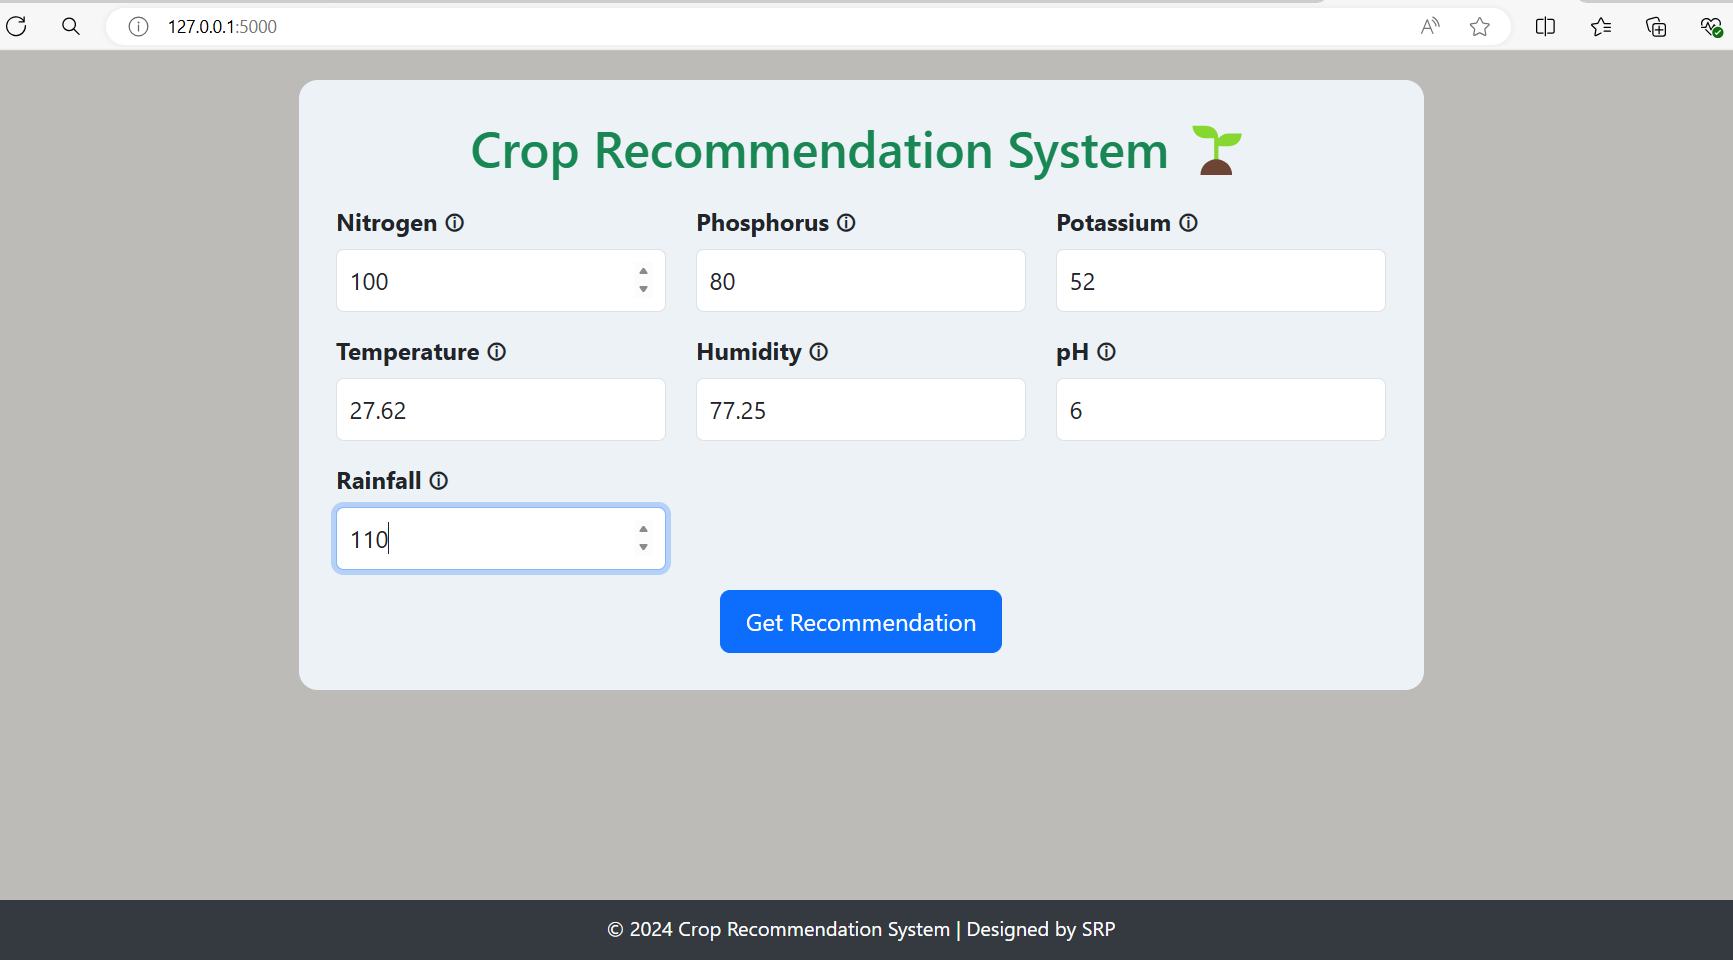 127.0.0.1:5000
Crop Recommendation System
Nitrogen Phosphorus Potassium
100 80 52
Temperature Humidity pH
27.62 77.25 6
Rainfall
110
Get Recommendation
© 2024 Crop Recommendation System | Designed by SRP